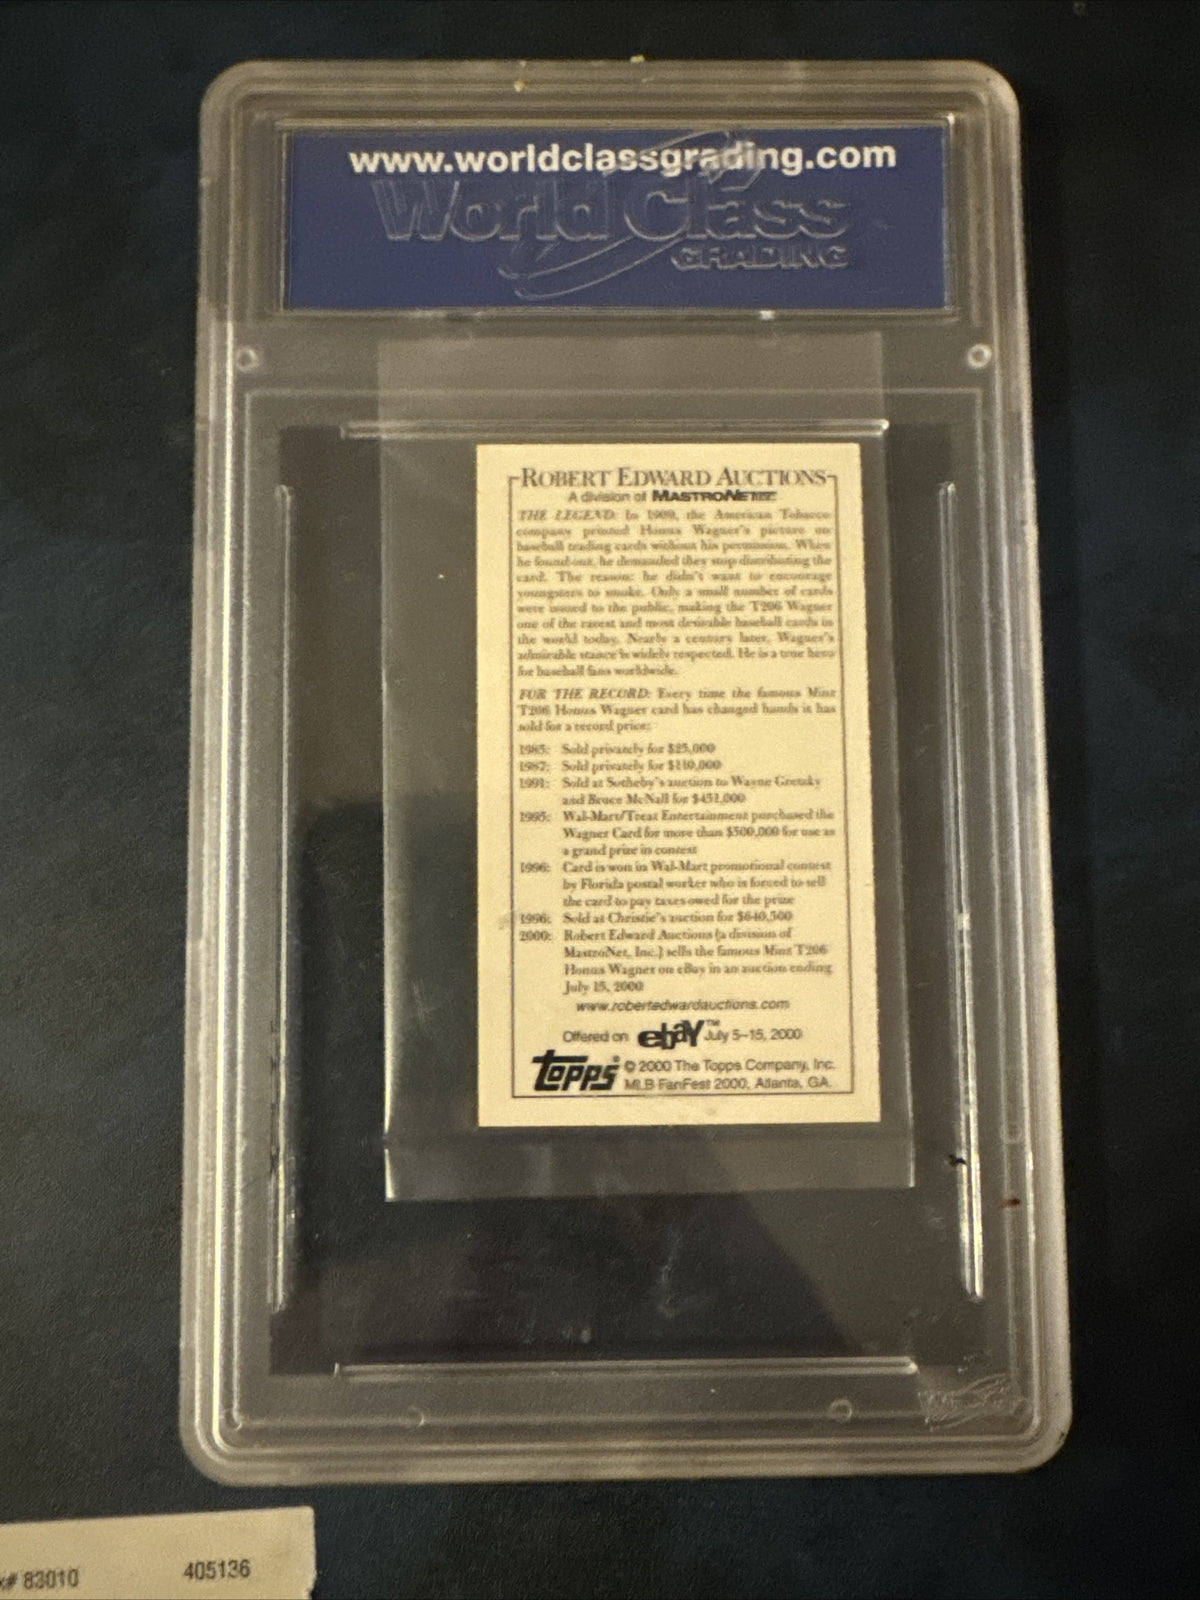 www.worldclassgrading.com
World Class
GRADING
ROBERT EDWARD AUCTIONS
A division of MASTRONET INC
THE LEGEND: In 1909, the American Tobacco
company printed Honus Wagner's picture on
baseball trading cards without his permission. When
he found out, he demanded they stop distributing the
card. The reason: he didn't want to encourage
youngsters to smoke. Only a small number of cards
were issued to the public, making the T206 Wagner
one of the rarest and most desirable baseball cards in
the world today. Nearly a century later, Wagner's
admirable stance is widely respected. He is a true hero
for baseball fans worldwide.
FOR THE RECORD: Every time the famous Mint
T206 Honus Wagner card has changed hands it has
sold for a record price:
1985: Sold privately for $25,000
1987: Sold privately for $110,000
1991: Sold at Sotheby's auction to Wayne Gretzky
and Bruce McNall for $451,000
1995: Wal-Mart/Treat Entertainment purchased the
Wagner Card for more than $500,000 for use as
a grand prize in contest
1996: Card is won in Wal-Mart promotional contest
by Florida postal worker who is forced to sell
the card to pay taxes owed for the prize
1996: Sold at Christie's auction for $640,500
2000: Robert Edward Auctions (a division of
MastroNet, Inc.) sells the famous Mint T206
Honus Wagner on eBay in an auction ending
July 15, 2000
www.robertedwardauctions.com
Offered on ebaY™ July 5-15, 2000
Topps © 2000 The Topps Company, Inc.
MLB FanFest 2000, Atlanta, GA.
# 83010 405136